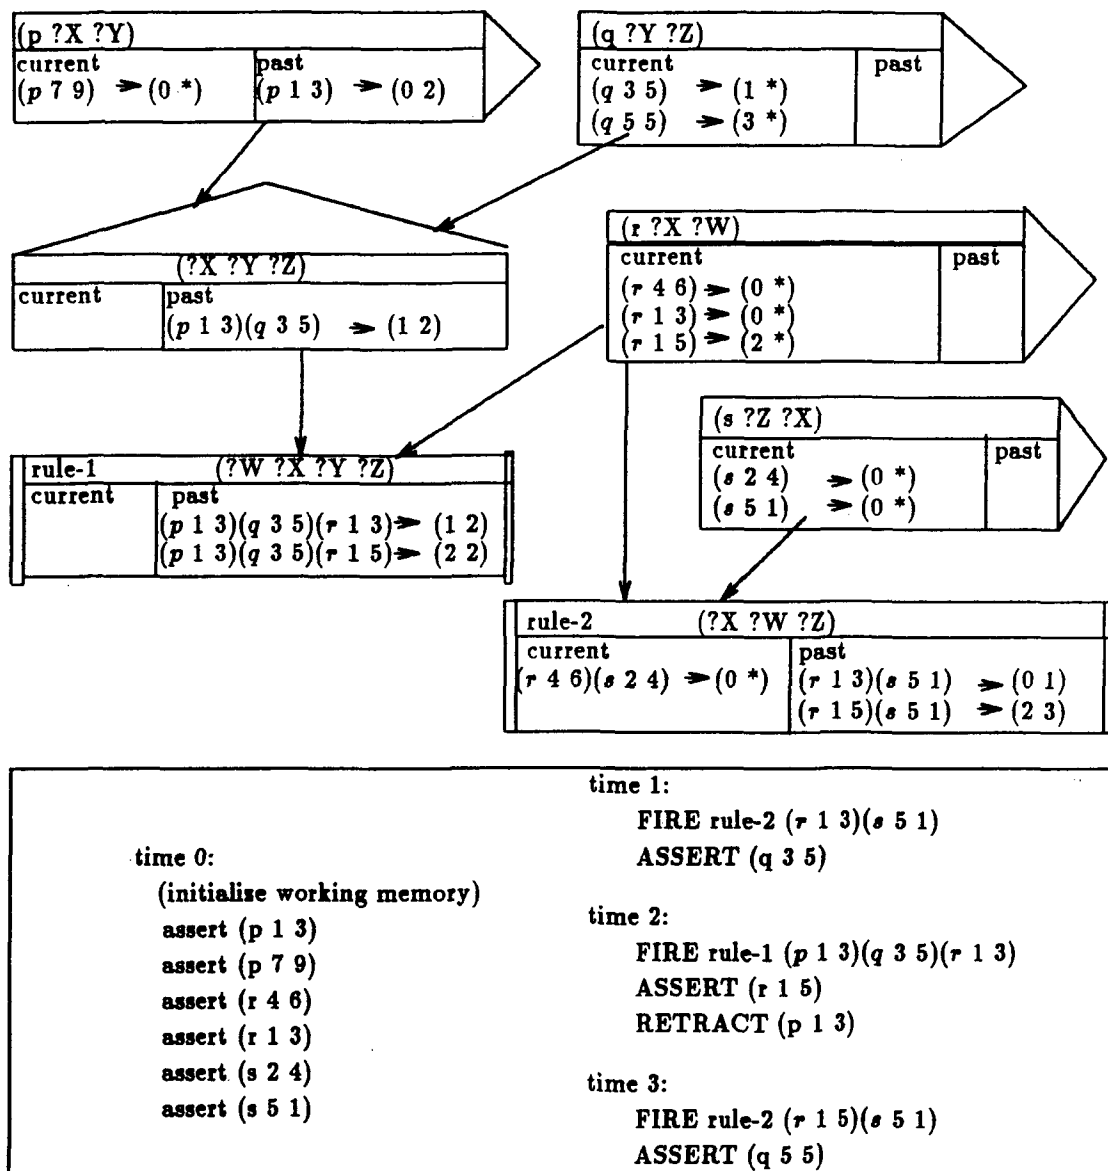 (p ?X ?Y)
current past
(p 7 9) → (0 *) (p 1 3) → (0 2)
(q ?Y ?Z)
current past
(q 3 5) → (1 *)
(q 5 5) → (3 *)
(?X ?Y ?Z)
current past
(p 1 3)(q 3 5) → (1 2)
(r ?X ?W)
current past
(r 4 6) → (0 *)
(r 1 3) → (0 *)
(r 1 5) → (2 *)
(s ?Z ?X)
current past
(s 2 4) → (0 *)
(s 5 1) → (0 *)
rule-1 (?W ?X ?Y ?Z)
current past
(p 1 3)(q 3 5)(r 1 3) → (1 2)
(p 1 3)(q 3 5)(r 1 5) → (2 2)
rule-2 (?X ?W ?Z)
current past
(r 4 6)(s 2 4) → (0 *) (r 1 3)(s 5 1) → (0 1)
(r 1 5)(s 5 1) → (2 3)
time 0:
(initialize working memory)
assert (p 1 3)
assert (p 7 9)
assert (r 4 6)
assert (r 1 3)
assert (s 2 4)
assert (s 5 1)
time 1:
FIRE rule-2 (r 1 3)(s 5 1)
ASSERT (q 3 5)
time 2:
FIRE rule-1 (p 1 3)(q 3 5)(r 1 3)
ASSERT (r 1 5)
RETRACT (p 1 3)
time 3:
FIRE rule-2 (r 1 5)(s 5 1)
ASSERT (q 5 5)